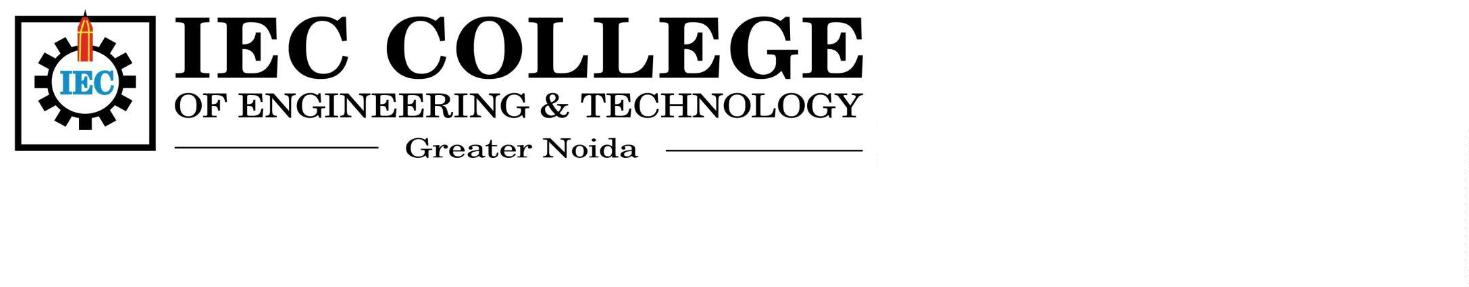 IEC
IEC COLLEGE
OF ENGINEERING & TECHNOLOGY
Greater Noida